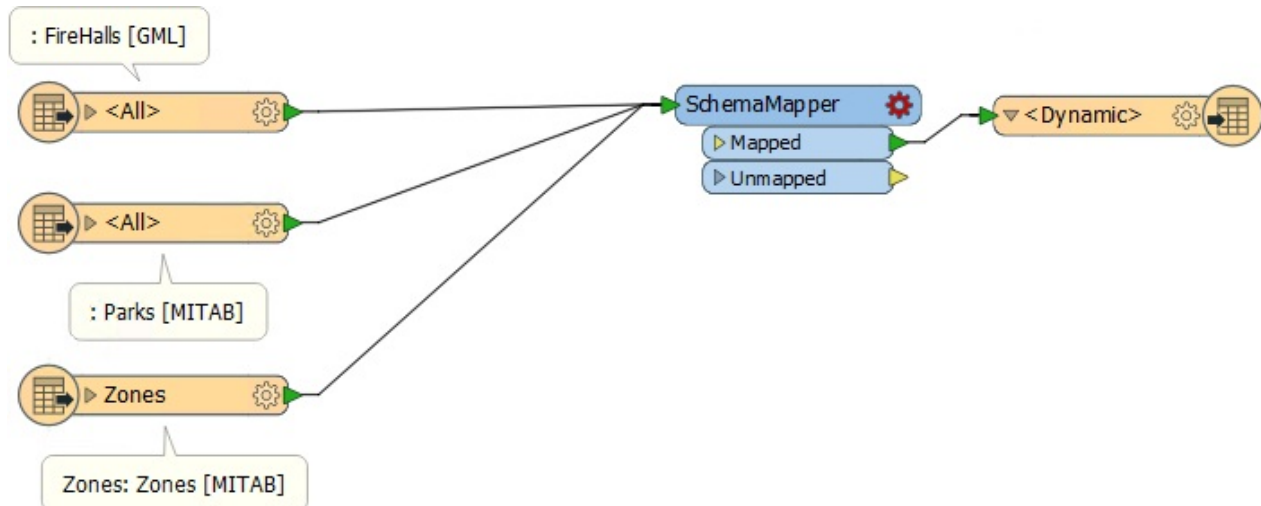 : FireHalls [GML]
<All>
SchemaMapper
<Dynamic>
Mapped
Unmapped
<All>
: Parks [MITAB]
Zones
Zones: Zones [MITAB]